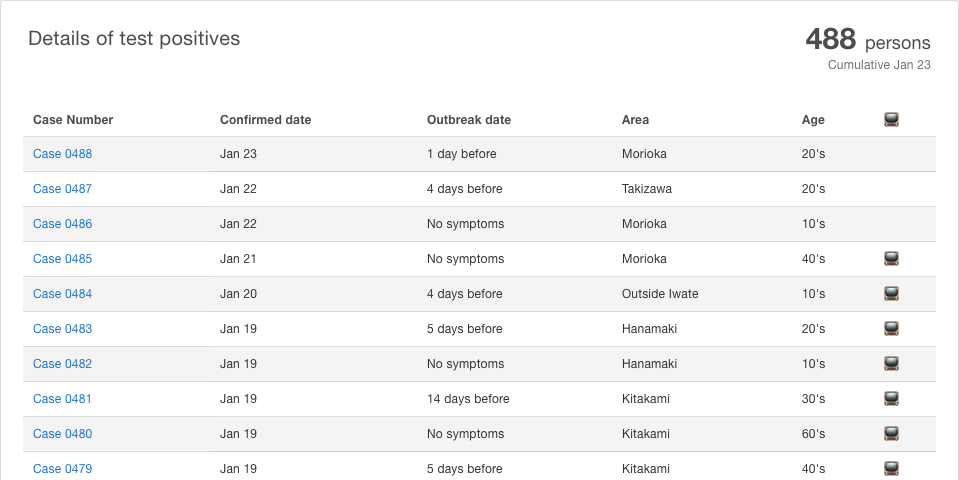 Details of test positives
488 persons
Cumulative Jan 23
Case Number Confirmed date Outbreak date Area Age
Case 0488 Jan 23 1 day before Morioka 20's
Case 0487 Jan 22 4 days before Takizawa 20's
Case 0486 Jan 22 No symptoms Morioka 10's
Case 0485 Jan 21 No symptoms Morioka 40's
Case 0484 Jan 20 4 days before Outside Iwate 10's
Case 0483 Jan 19 5 days before Hanamaki 20's
Case 0482 Jan 19 No symptoms Hanamaki 10's
Case 0481 Jan 19 14 days before Kitakami 30's
Case 0480 Jan 19 No symptoms Kitakami 60's
Case 0479 Jan 19 5 days before Kitakami 40's